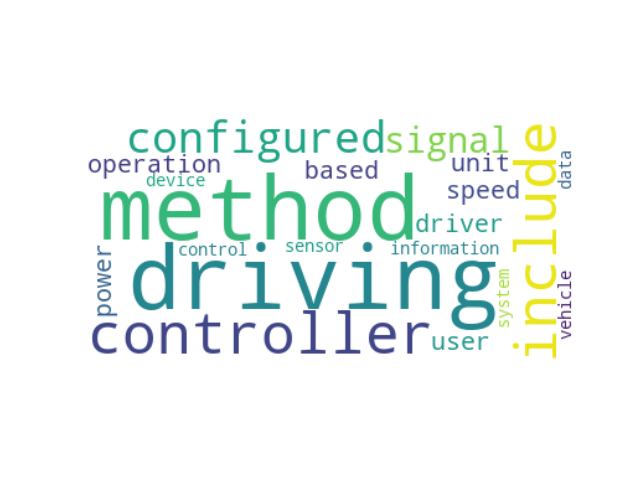 configured signal
operation based unit
device speed
method driver
control sensor information
driving
power
controller user
include
data
system
vehicle